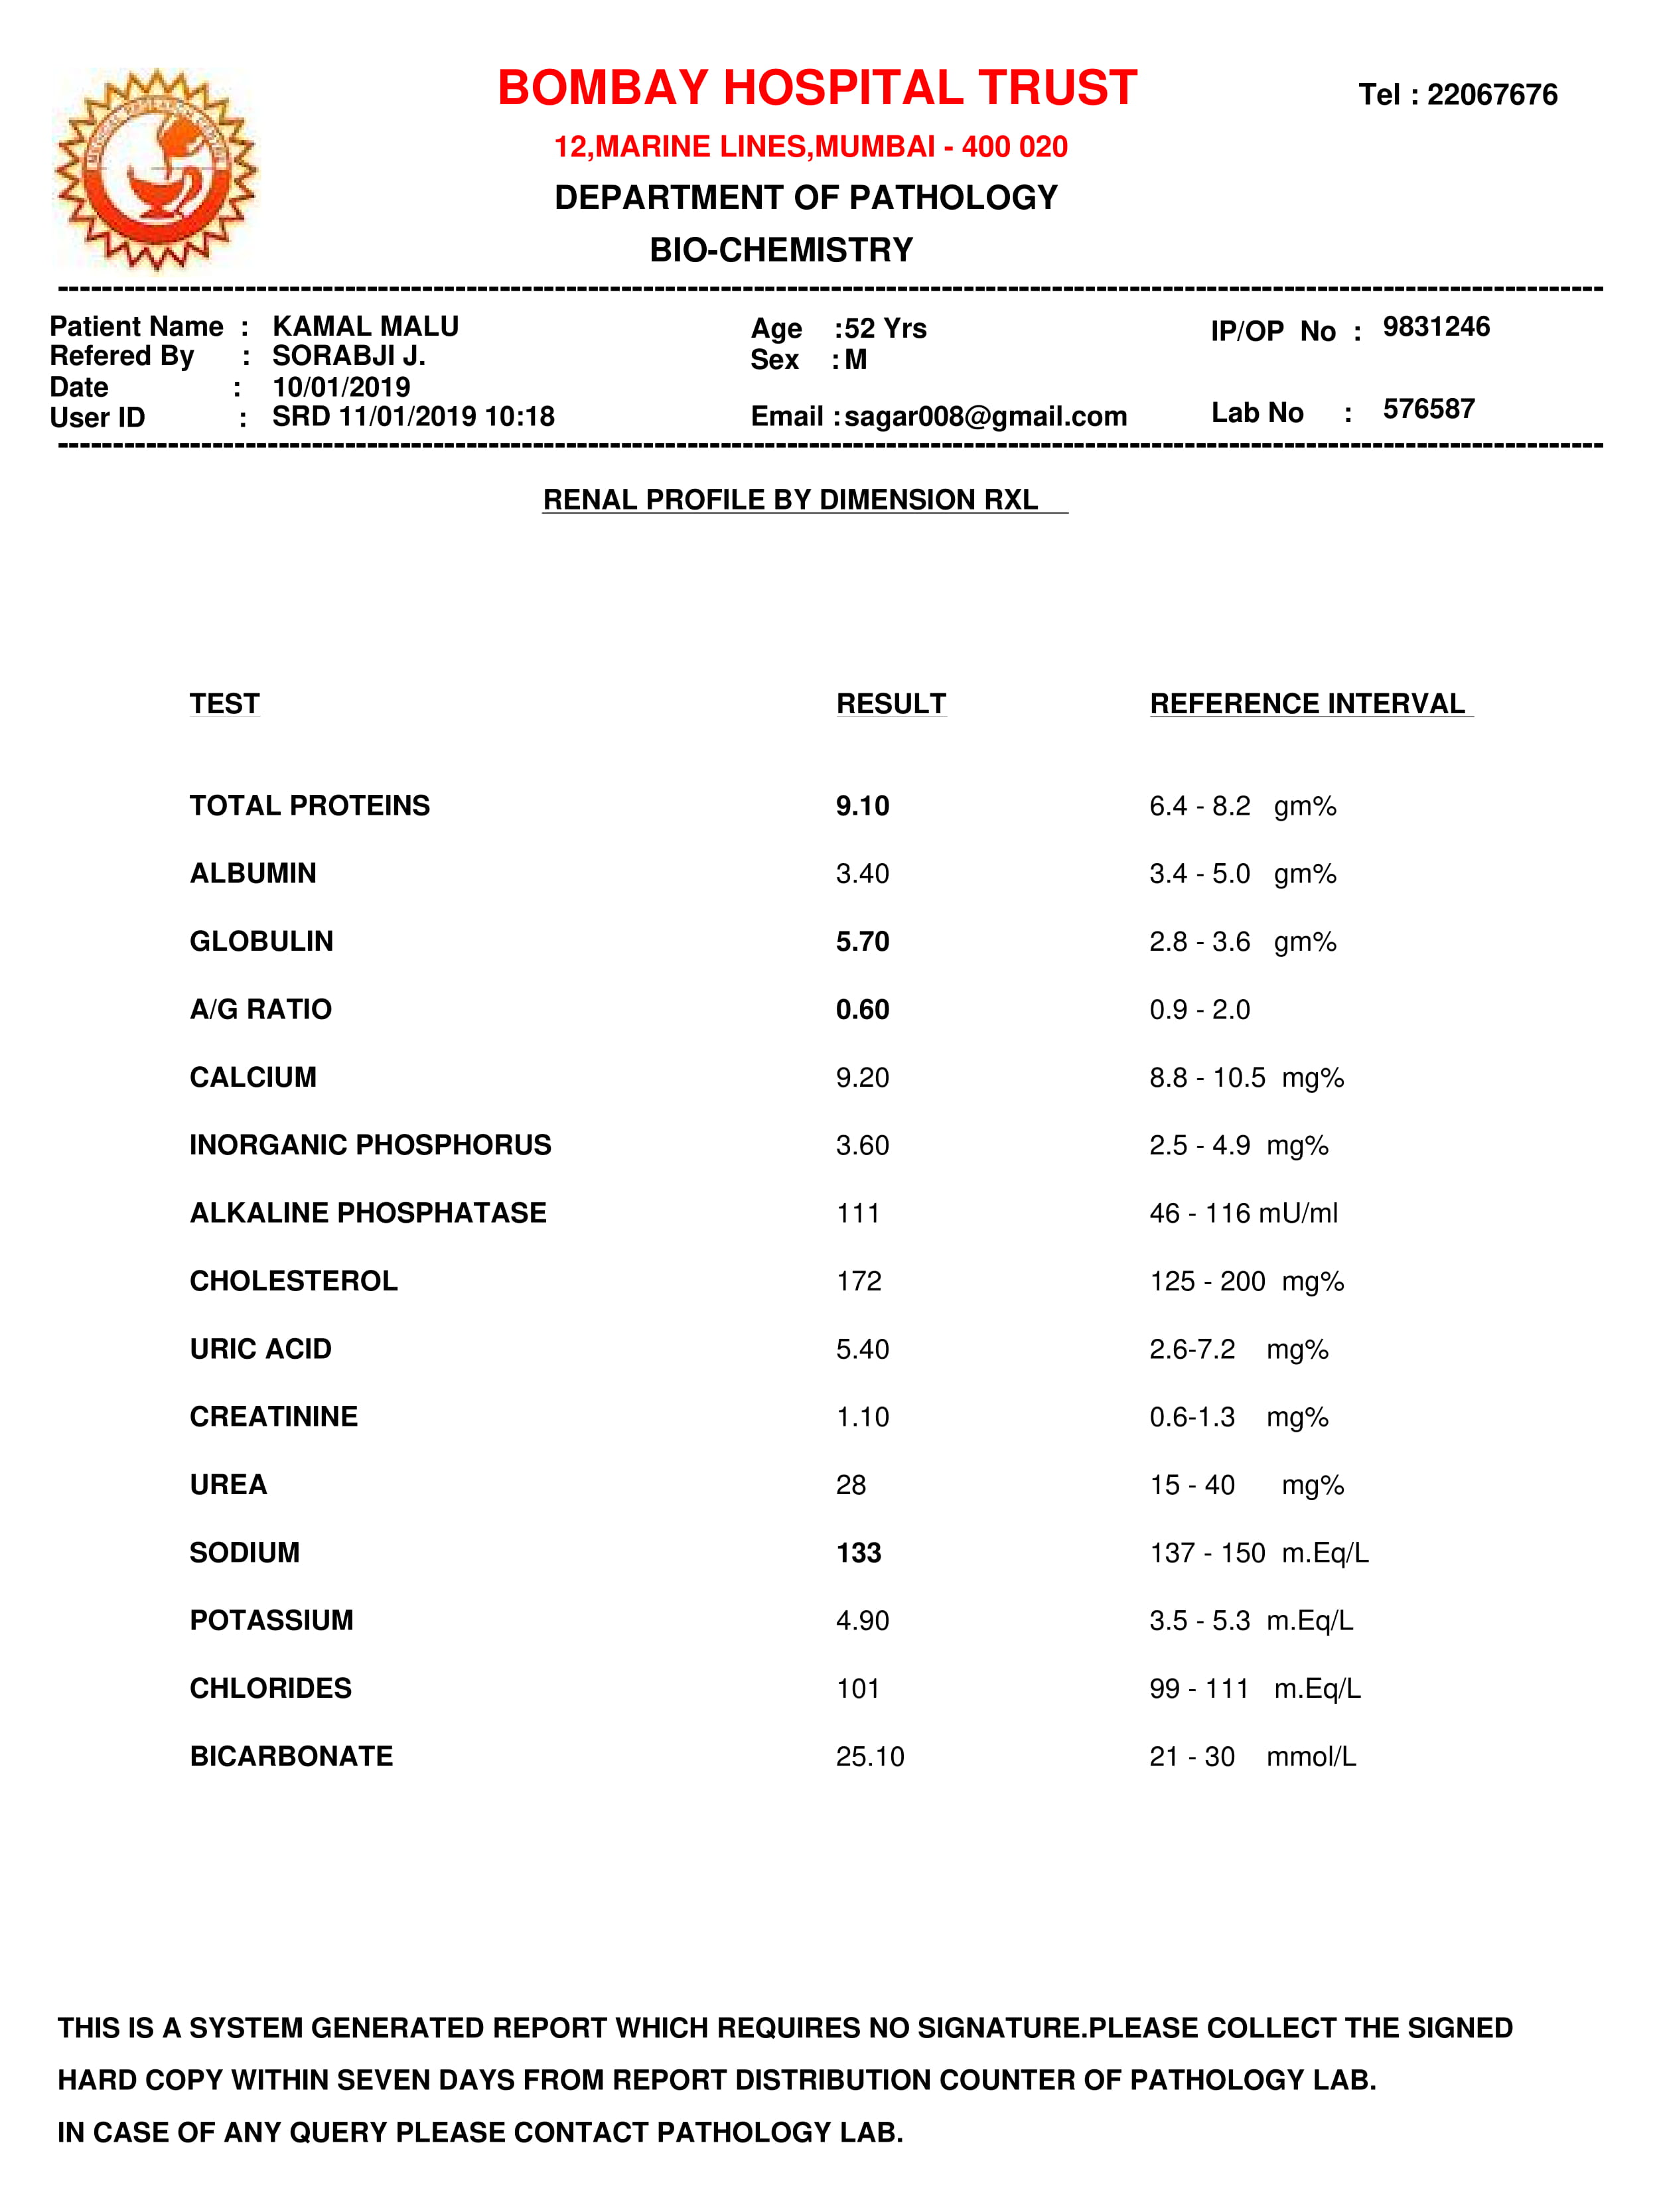 BOMBAY HOSPITAL TRUST Tel : 22067676
12,MARINE LINES,MUMBAI - 400 020
DEPARTMENT OF PATHOLOGY
BIO-CHEMISTRY
Patient Name : KAMAL MALU Age :52 Yrs IP/OP No : 9831246
Refered By : SORABJI J. Sex : M
Date : 10/01/2019
User ID : SRD 11/01/2019 10:18 Email : sagar008@gmail.com Lab No : 576587
RENAL PROFILE BY DIMENSION RXL
TEST RESULT REFERENCE INTERVAL
TOTAL PROTEINS 9.10 6.4 - 8.2 gm%
ALBUMIN 3.40 3.4 - 5.0 gm%
GLOBULIN 5.70 2.8 - 3.6 gm%
A/G RATIO 0.60 0.9 - 2.0
CALCIUM 9.20 8.8 - 10.5 mg%
INORGANIC PHOSPHORUS 3.60 2.5 - 4.9 mg%
ALKALINE PHOSPHATASE 111 46 - 116 mU/ml
CHOLESTEROL 172 125 - 200 mg%
URIC ACID 5.40 2.6-7.2 mg%
CREATININE 1.10 0.6-1.3 mg%
UREA 28 15 - 40 mg%
SODIUM 133 137 - 150 m.Eq/L
POTASSIUM 4.90 3.5 - 5.3 m.Eq/L
CHLORIDES 101 99 - 111 m.Eq/L
BICARBONATE 25.10 21 - 30 mmol/L
THIS IS A SYSTEM GENERATED REPORT WHICH REQUIRES NO SIGNATURE.PLEASE COLLECT THE SIGNED
HARD COPY WITHIN SEVEN DAYS FROM REPORT DISTRIBUTION COUNTER OF PATHOLOGY LAB.
IN CASE OF ANY QUERY PLEASE CONTACT PATHOLOGY LAB.